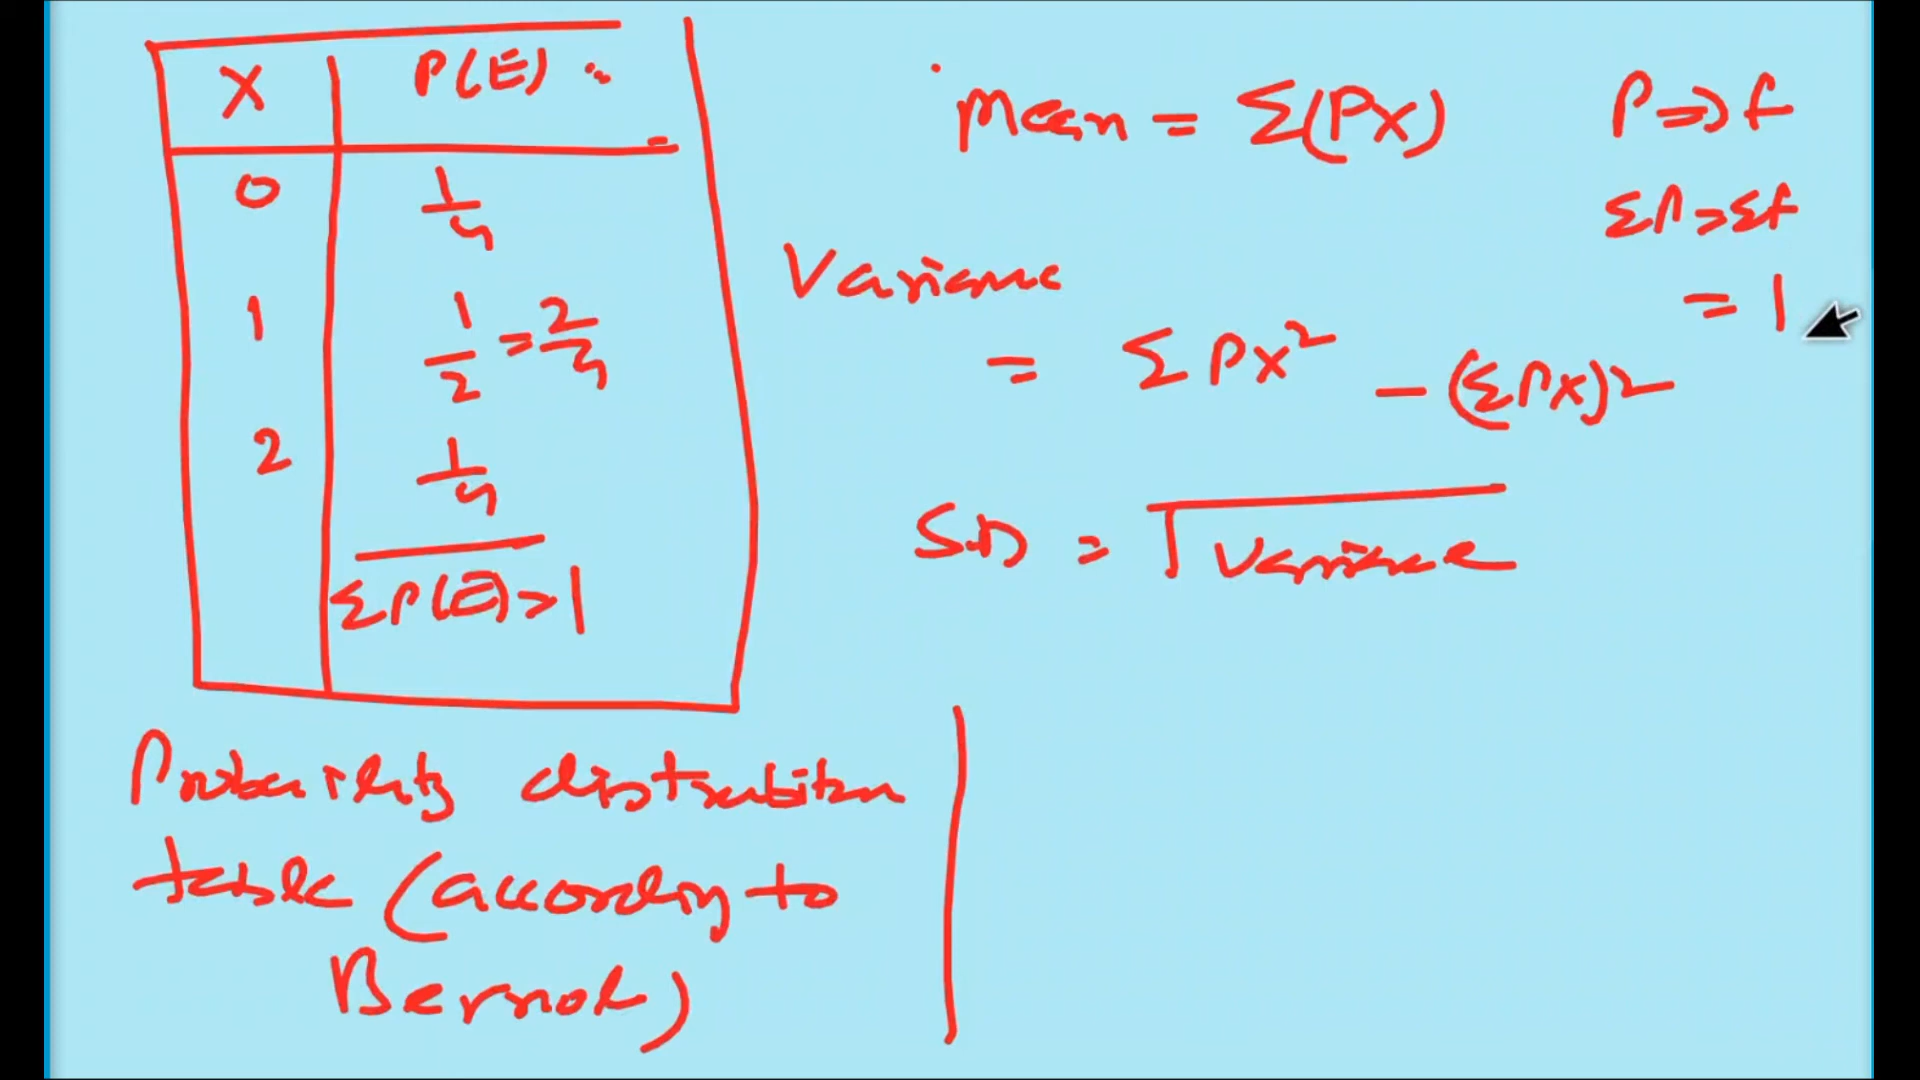 X P(E)
0 1/4
1 1/2 = 2/4
2 1/4
ΣP(E) = 1
Probability distribution
table (according to
Bernol)
Mean = Σ(PX)
Variance
= ΣPX² - (ΣPX)²
S.D = √Variance
P => f
ΣP = Σf
= 1